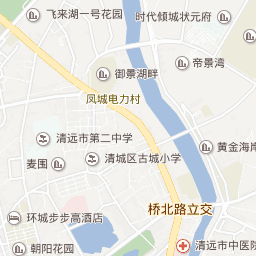 飞来湖一号花园
时代倾城状元府
帝景湾
御景湖畔
凤城电力村
清远市第二中学
黄金海岸
清城区古城小学
麦围
桥北路立交
环城步步高酒店
朝阳花园
清远市中医院